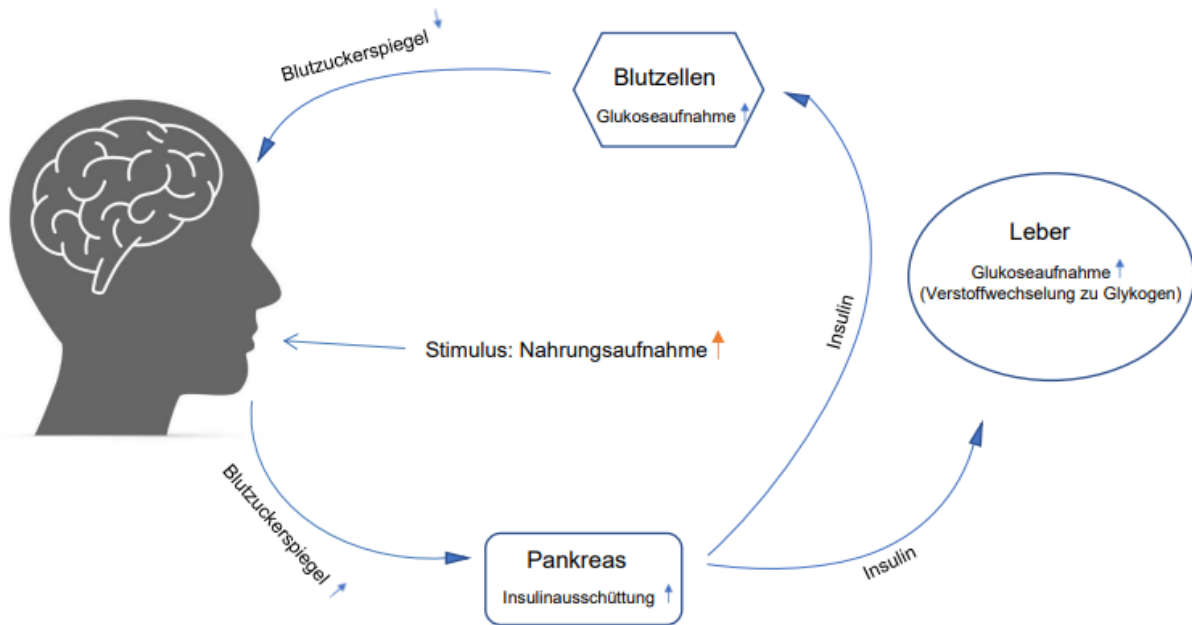 Blutzuckerspiegel
Blutzellen
Glukoseaufnahme
Leber
Glukoseaufnahme
(Verstoffwechselung zu Glykogen)
Insulin
Stimulus: Nahrungsaufnahme
Blutzuckerspiegel
Pankreas
Insulinausschüttung
Insulin